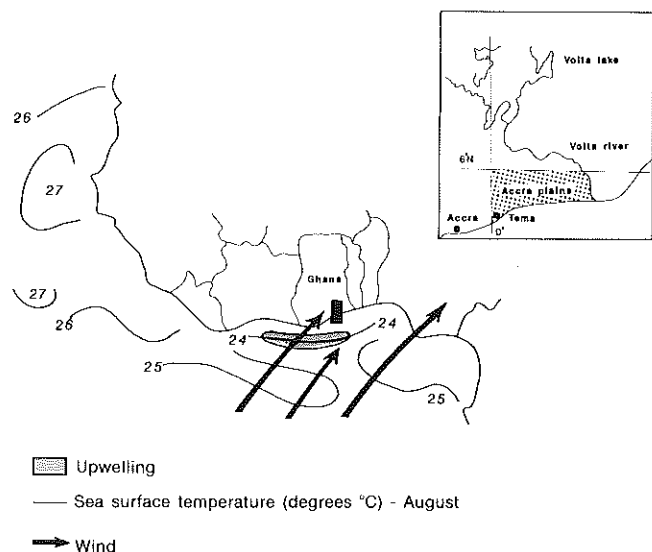 Volta lake
Volta river
6°N
Accra plains
Accra
Tema
0°
26
27
Ghana
27
26
24
24
25
25
Upwelling
Sea surface temperature (degrees °C) - August
Wind